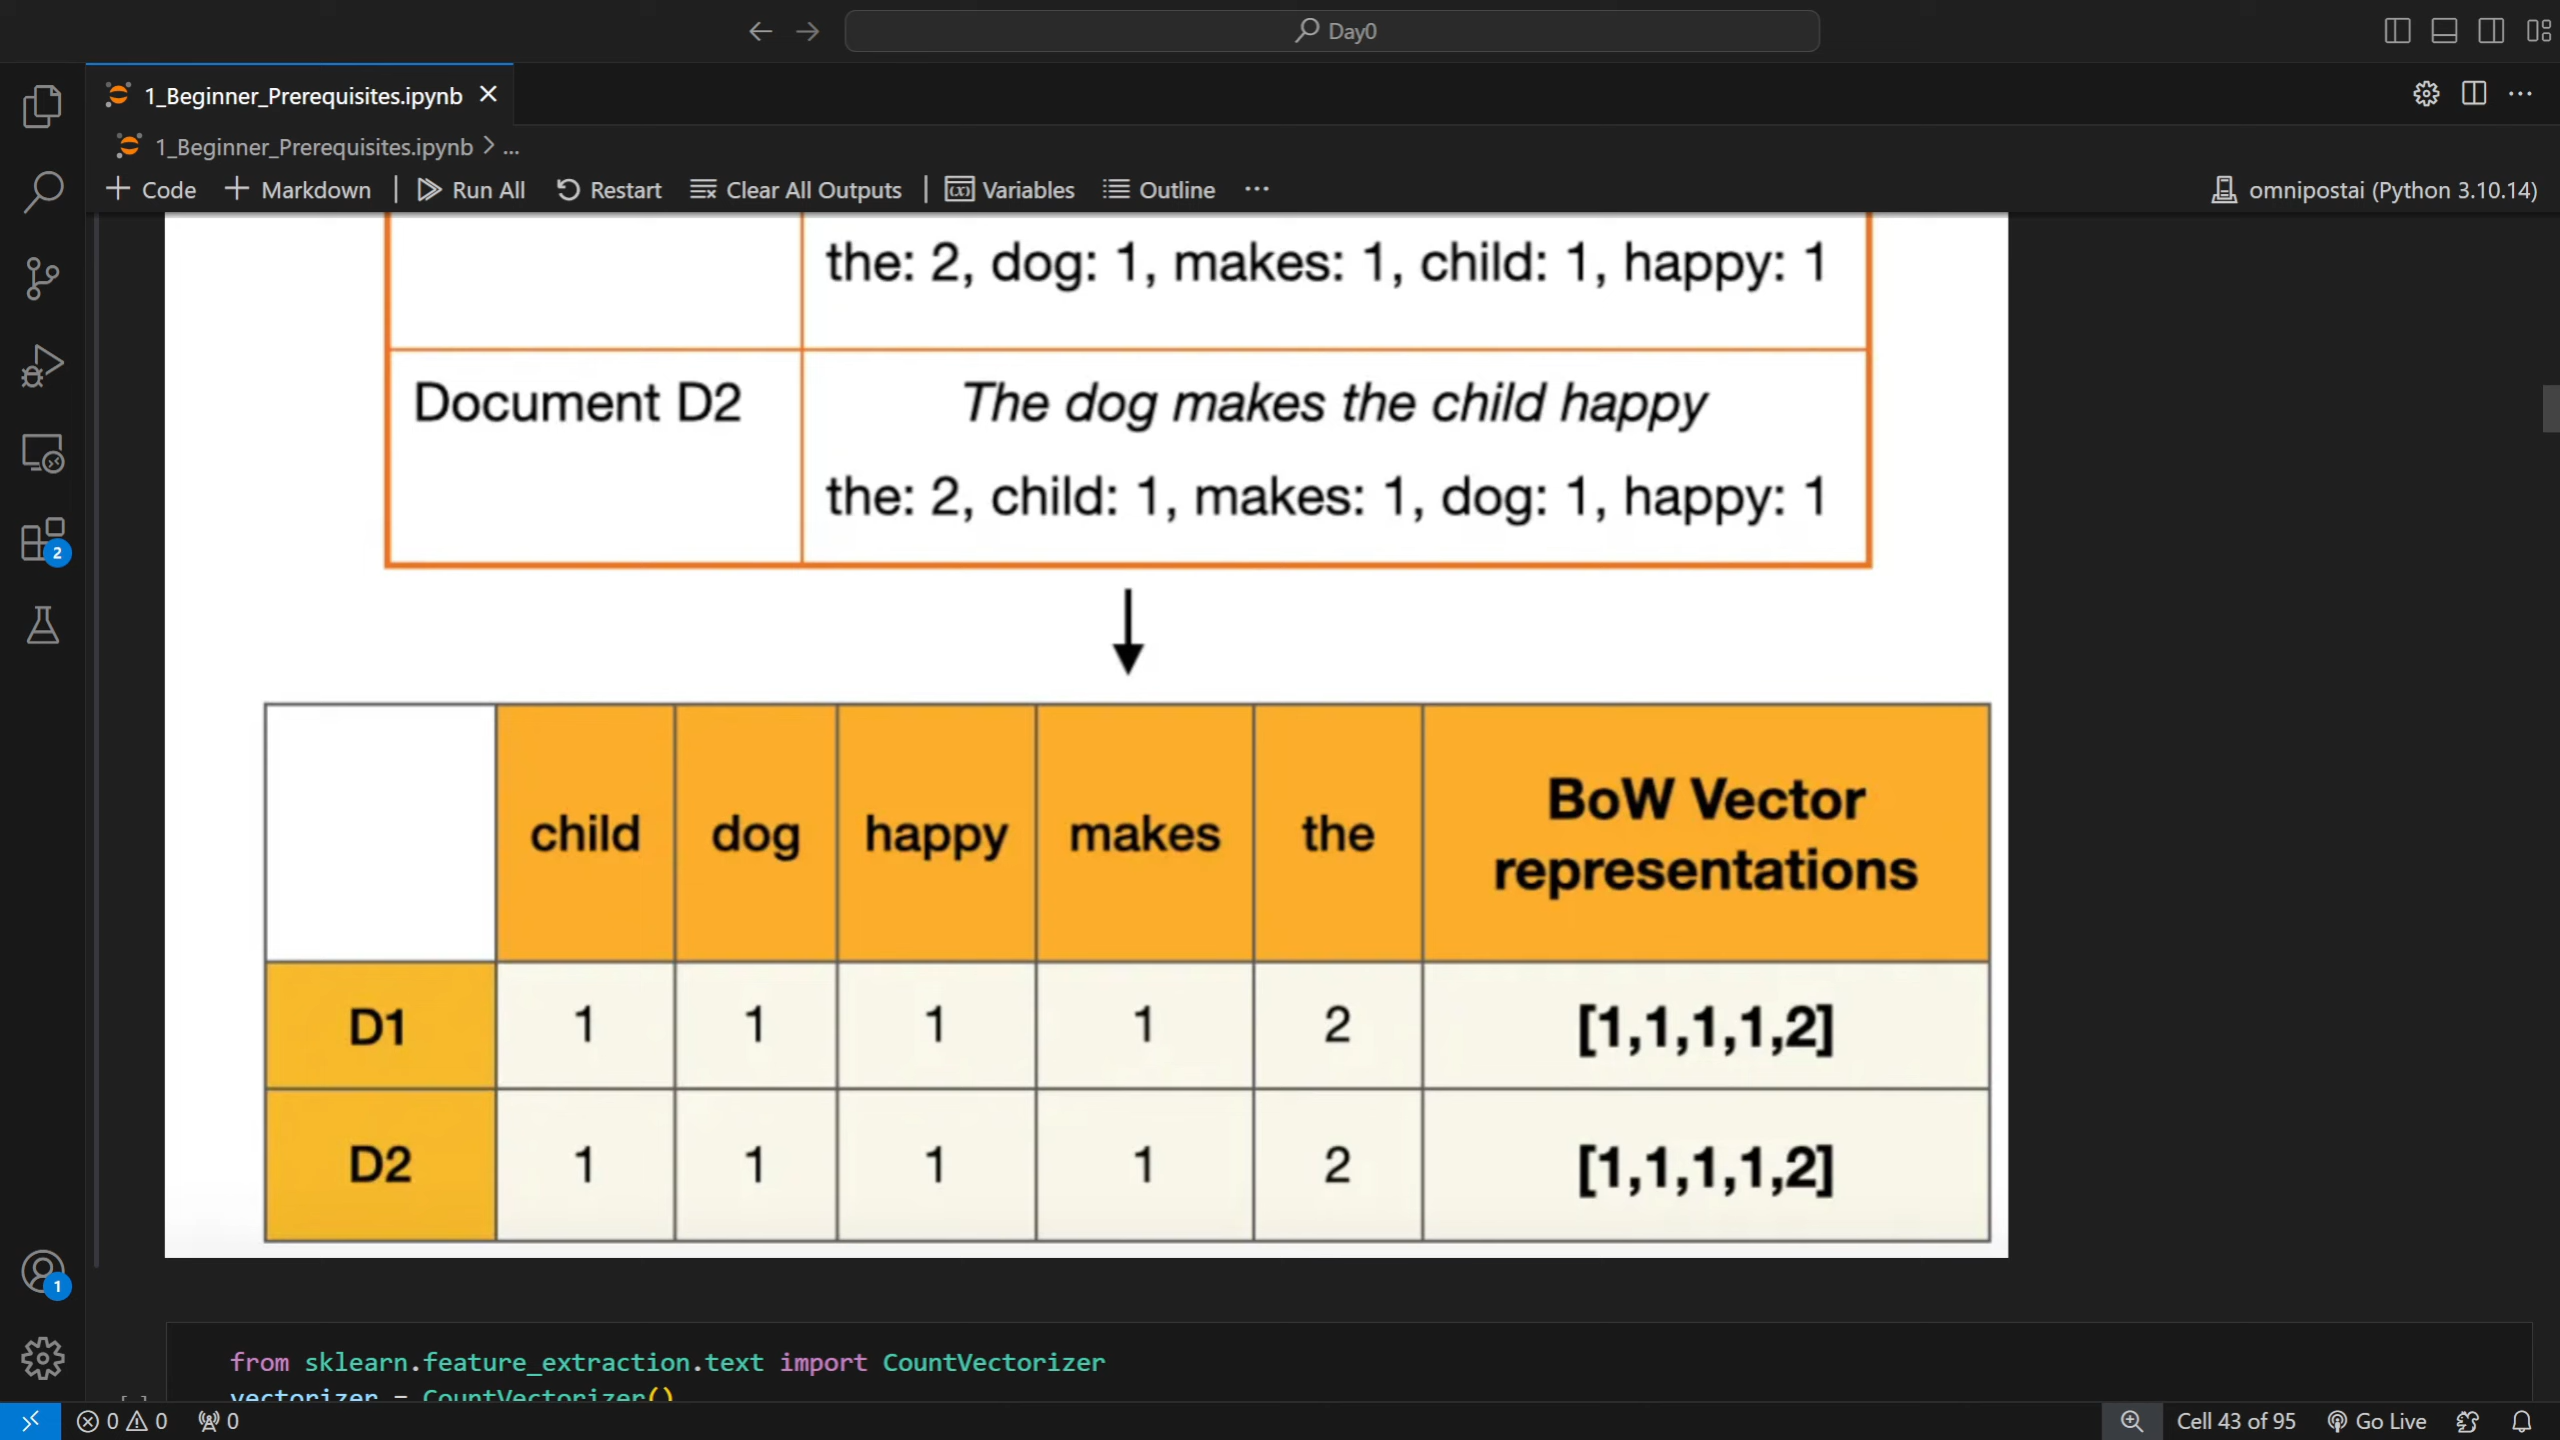 Day0
1_Beginner_Prerequisites.ipynb
1_Beginner_Prerequisites.ipynb > ...
+ Code + Markdown | Run All Restart Clear All Outputs | Variables Outline ... omnipostai (Python 3.10.14)
the: 2, dog: 1, makes: 1, child: 1, happy: 1
Document D2 The dog makes the child happy
the: 2, child: 1, makes: 1, dog: 1, happy: 1
child dog happy makes the BoW Vector representations
D1 1 1 1 1 2 [1,1,1,1,2]
D2 1 1 1 1 2 [1,1,1,1,2]
2
1
from sklearn.feature_extraction.text import CountVectorizer
vectorizer = CountVectorizer()
0 0 0 Cell 43 of 95 Go Live